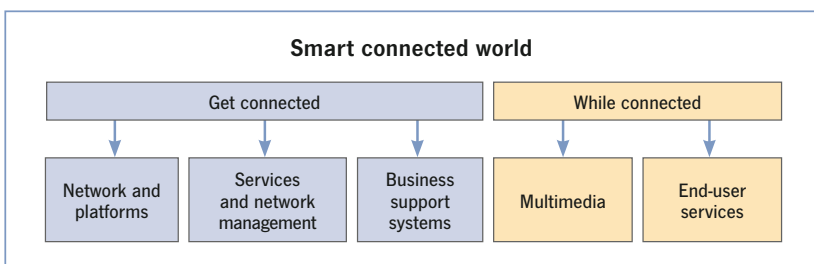 Smart connected world
Get connected
While connected
Network and
platforms
Services
and network
management
Business
support
systems
Multimedia
End-user
services